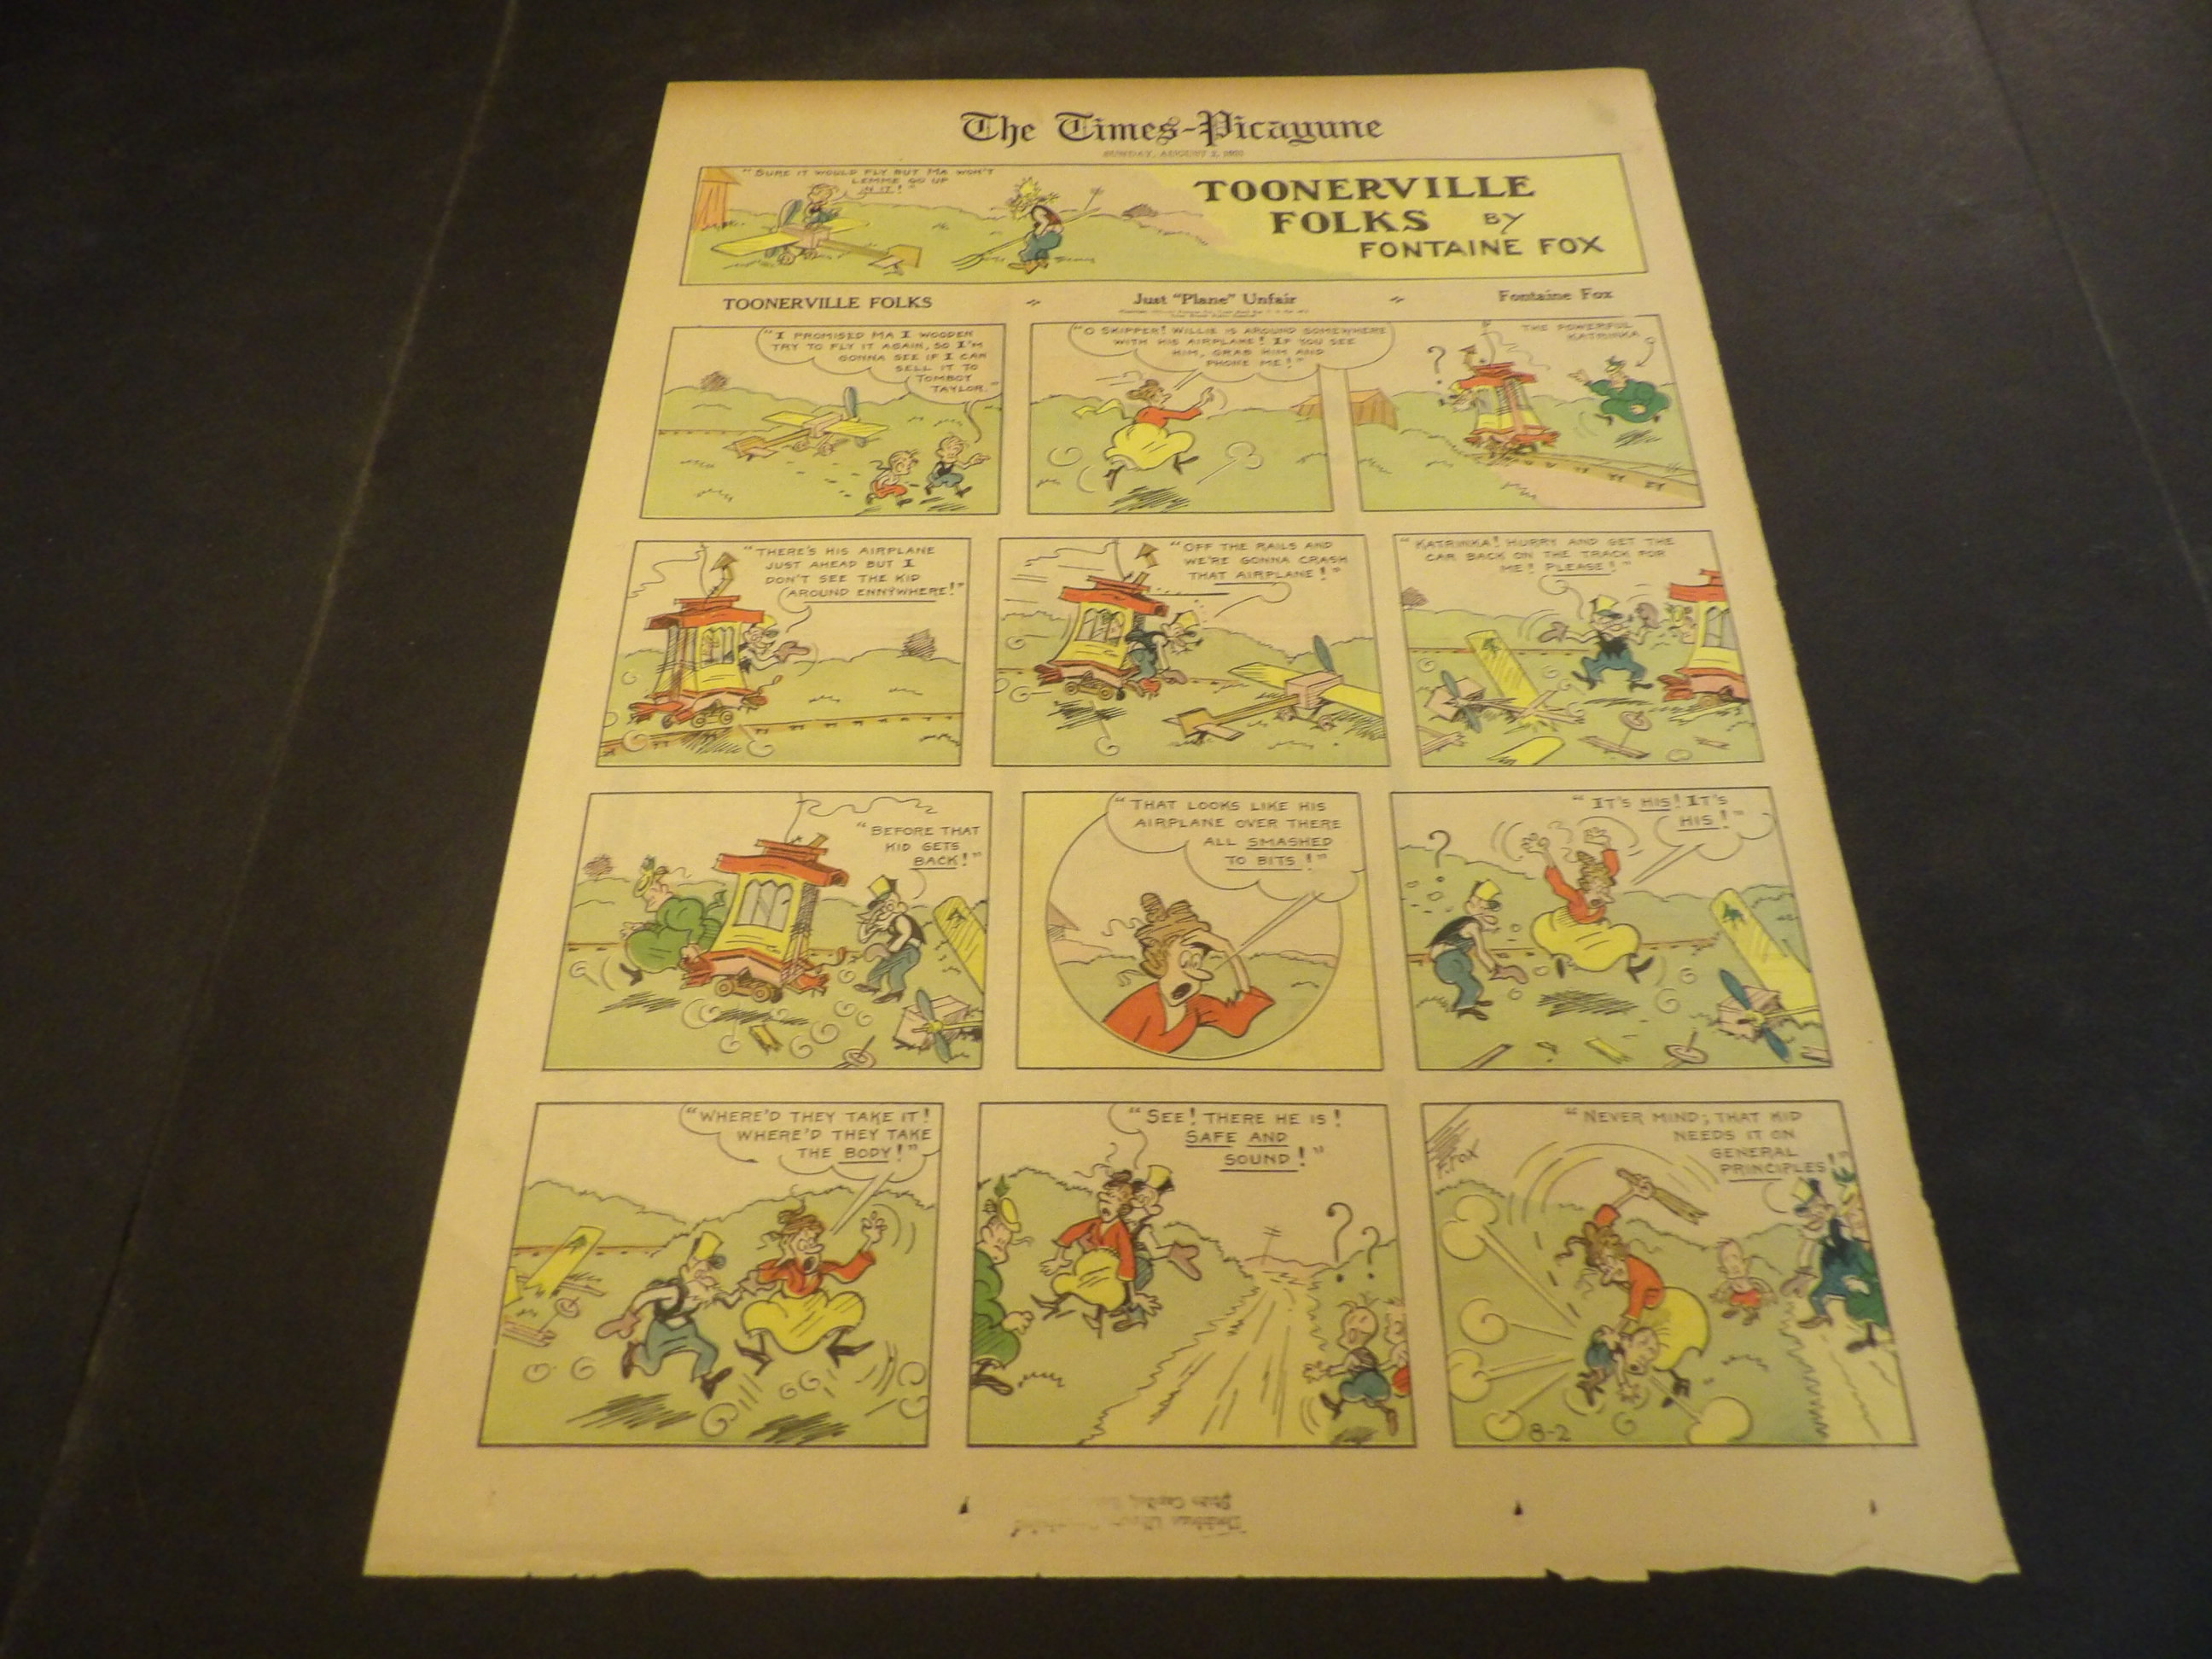 The Times-Picayune
SUNDAY, AUGUST 2,
"SURE IT WOULD FLY BUT MA WON'T
LEMME GO UP
IN IT!"
TOONERVILLE
FOLKS BY
FONTAINE FOX
TOONERVILLE FOLKS
Just "Plane" Unfair
Fontaine Fox
"I PROMISED MA I WOODEN
TRY TO FLY IT AGAIN, SO I'M
GONNA SEE IF I CAN
SELL IT TO
TOMBOY
TAYLOR."
"O SKIPPER! WILLIE IS AROUND SOMEWHERE
WITH HIS AIRPLANE! IF YOU SEE
HIM, GRAB HIM AND
PHONE ME!"
THE POWERFUL
KATRINKA
?
"THERE'S HIS AIRPLANE
JUST AHEAD BUT I
DON'T SEE THE KID
AROUND ENNYWHERE!"
"OFF THE RAILS AND
WE'RE GONNA CRASH
THAT AIRPLANE!"
"KATRINKA! HURRY AND GET THE
CAR BACK ON THE TRACK FOR
ME! PLEASE!"
"BEFORE THAT
KID GETS
BACK!"
"THAT LOOKS LIKE HIS
AIRPLANE OVER THERE
ALL SMASHED
TO BITS!"
"IT'S HIS! IT'S
HIS!"
?
"WHERE'D THEY TAKE IT!
WHERE'D THEY TAKE
THE BODY!"
"SEE! THERE HE IS!
SAFE AND
SOUND!"
? ?
"NEVER MIND; THAT KID
NEEDS IT ON
GENERAL
PRINCIPLES!"
F. FOX
8-2